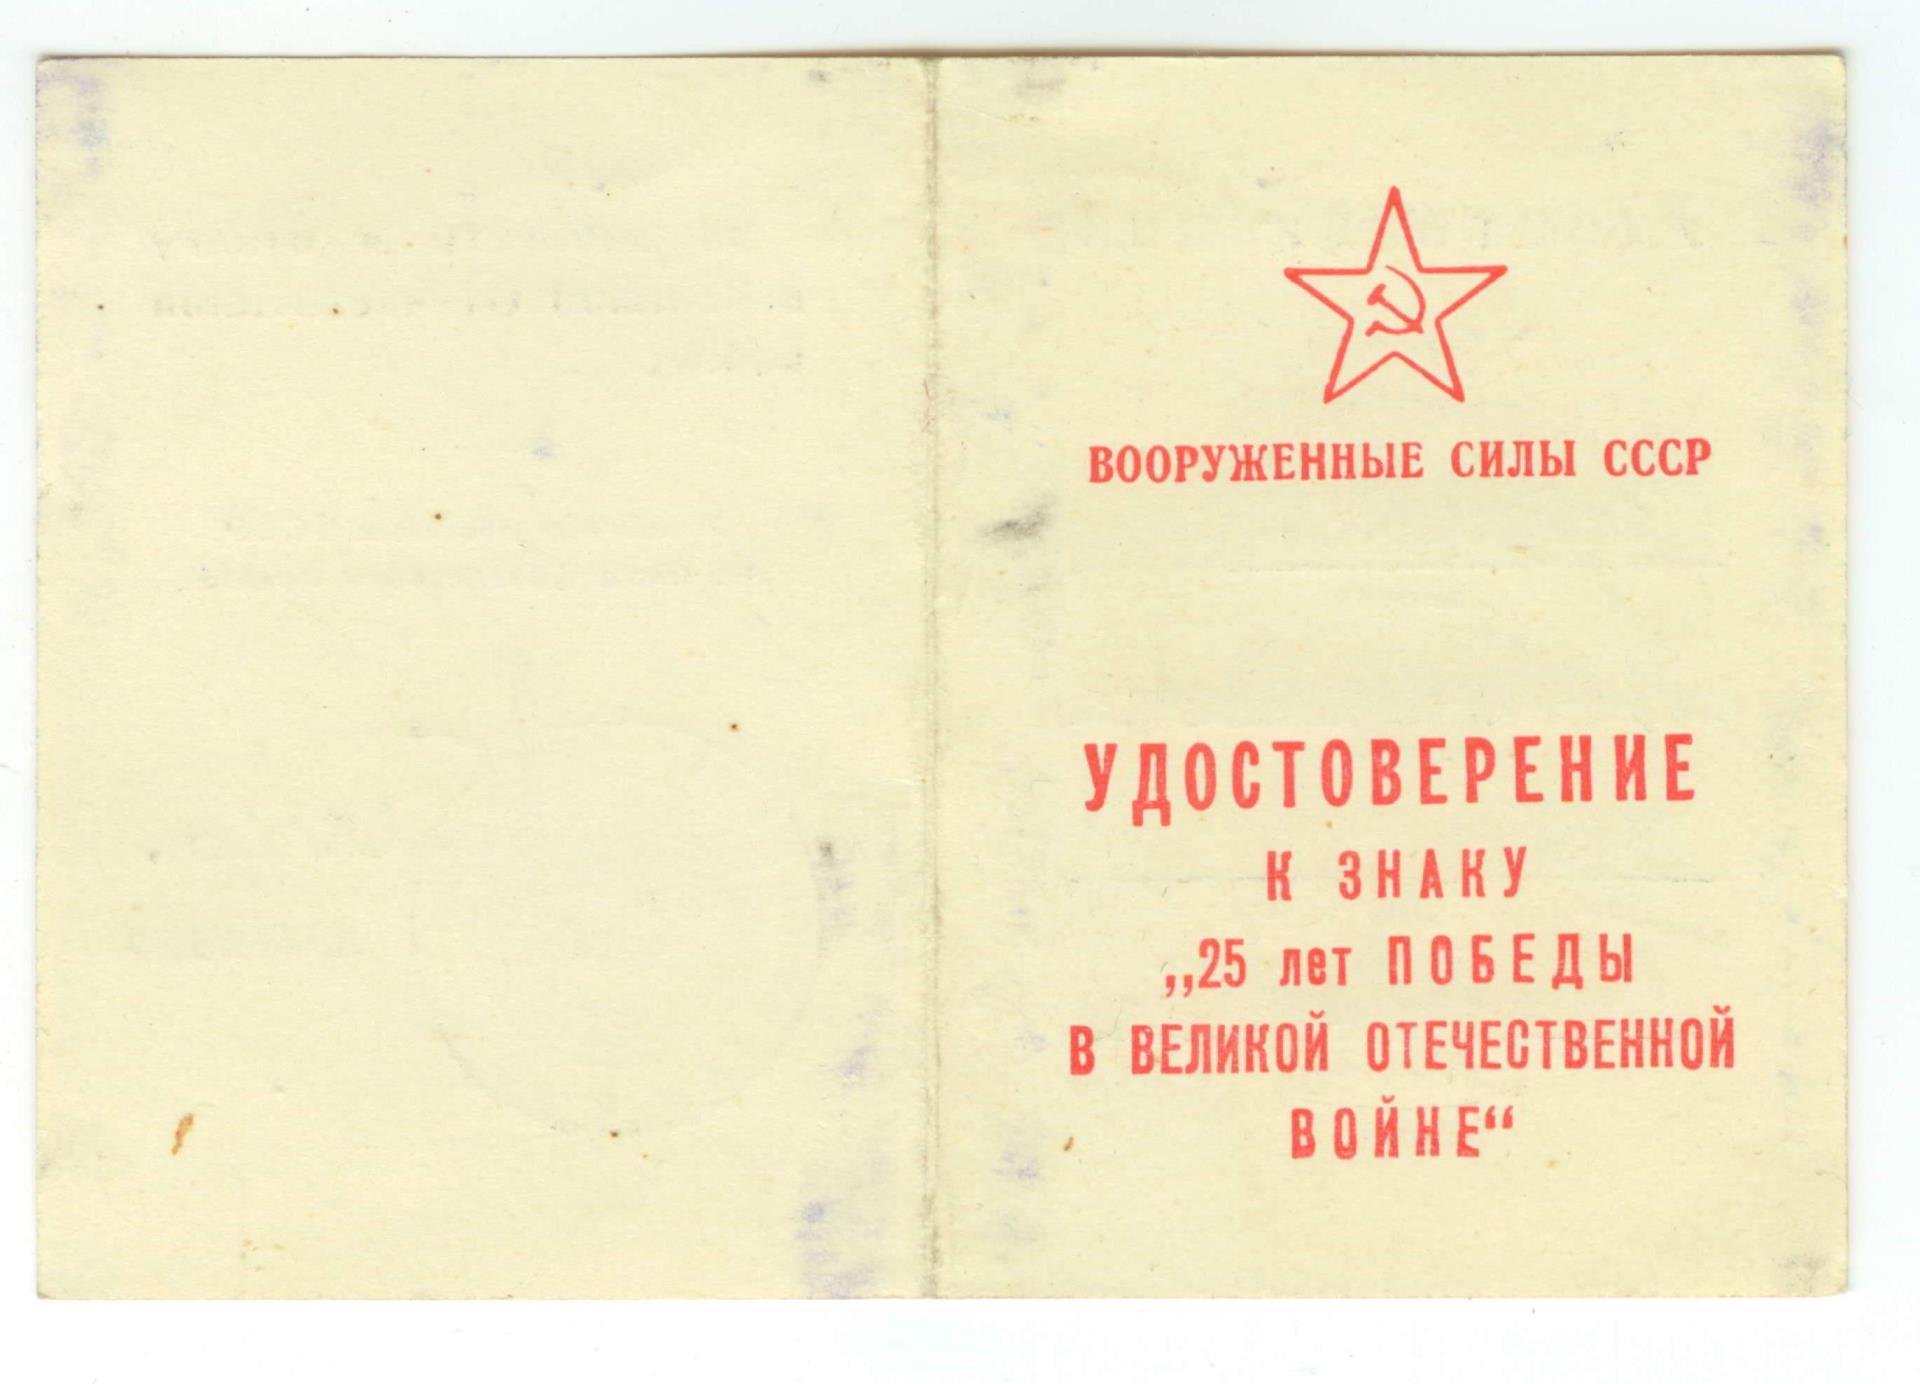 ВООРУЖЕННЫЕ СИЛЫ СССР
УДОСТОВЕРЕНИЕ
К ЗНАКУ
„25 лет ПОБЕДЫ
В ВЕЛИКОЙ ОТЕЧЕСТВЕННОЙ
ВОЙНЕ“